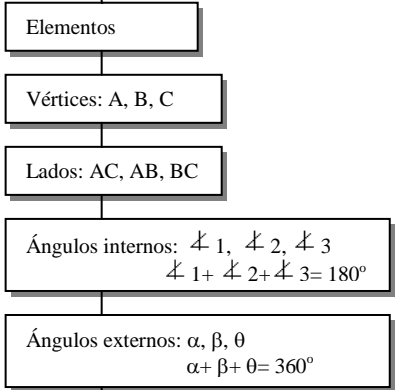 Elementos
Vértices: A, B, C
Lados: AC, AB, BC
Ángulos internos: ∡ 1, ∡ 2, ∡ 3
∡ 1+ ∡ 2+ ∡ 3= 180º
Ángulos externos: α, β, θ
α+ β+ θ= 360º